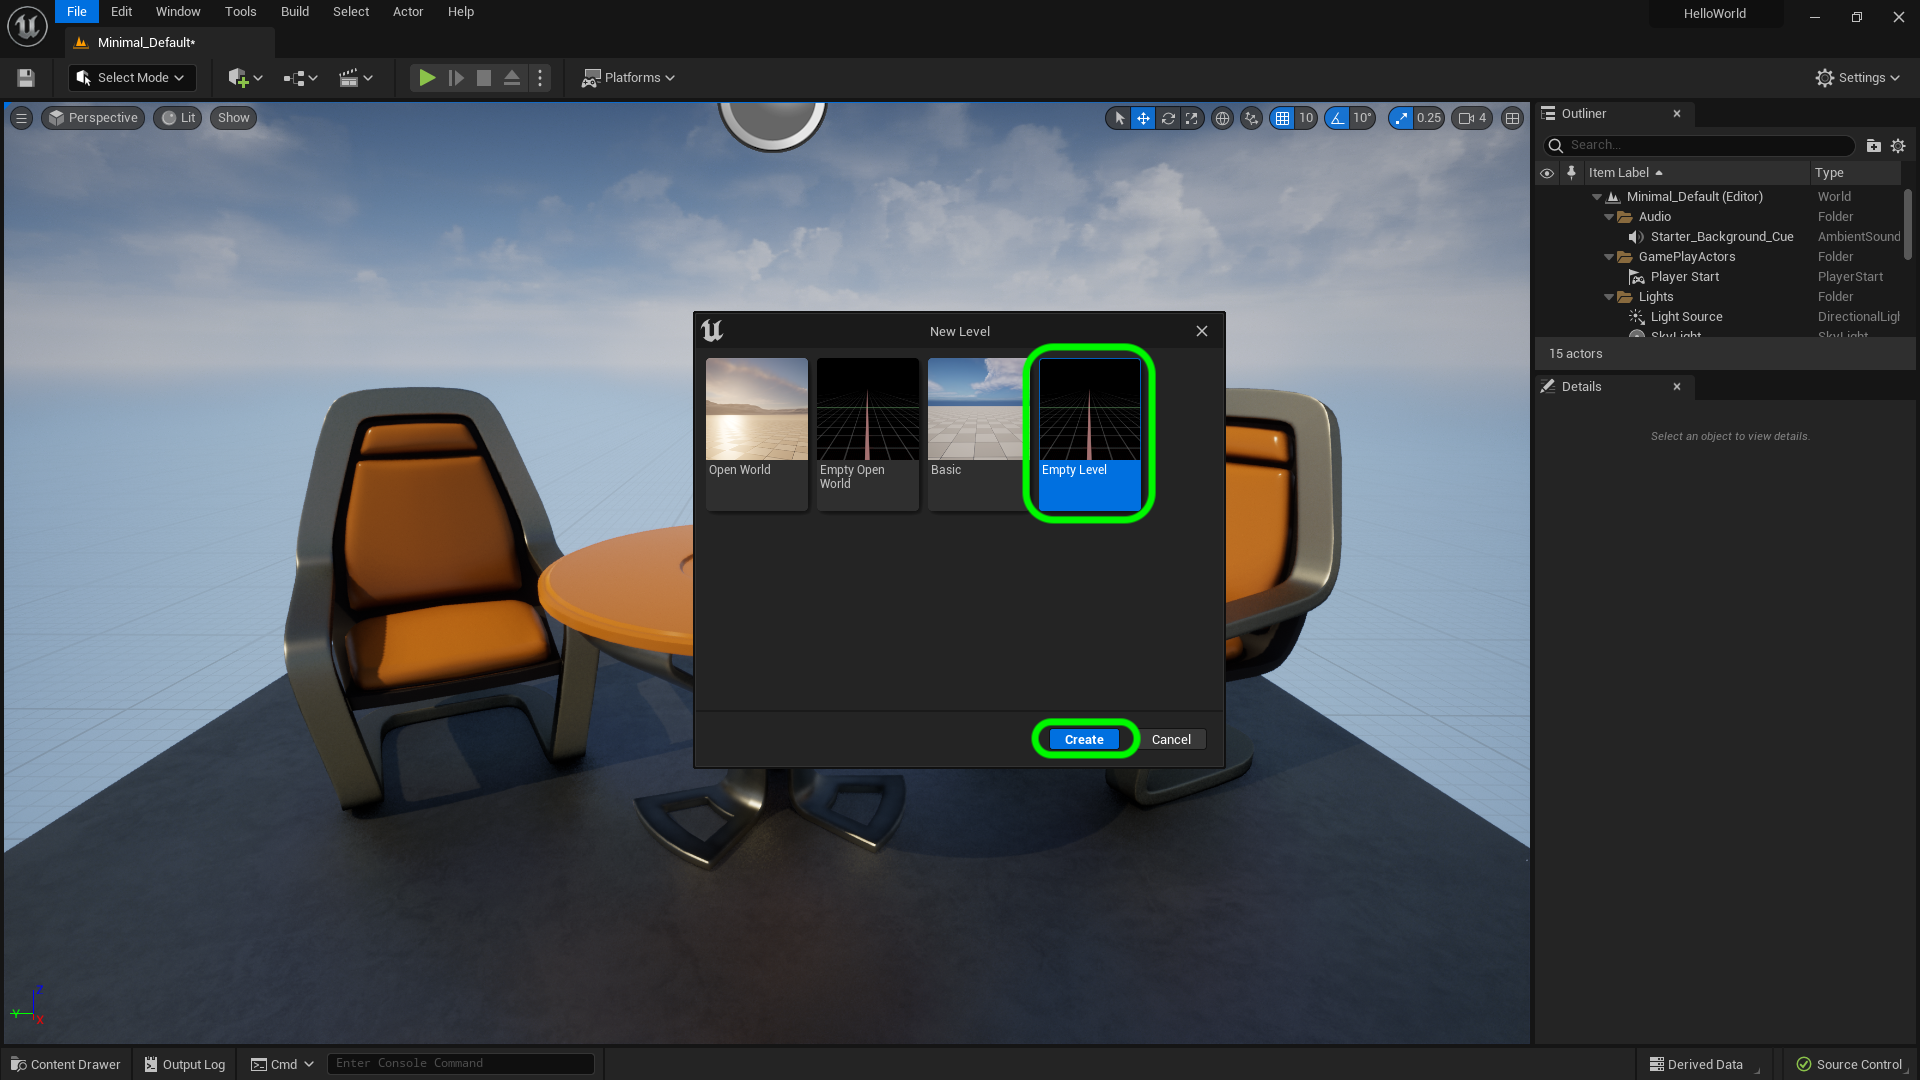 File Edit Window Tools Build Select Actor Help
HelloWorld
Minimal_Default*
Select Mode
Platforms
Settings
Perspective Lit Show
10 10° 0.25 4
Outliner
Search...
Item Label Type
Minimal_Default (Editor) World
Audio Folder
Starter_Background_Cue AmbientSound
GamePlayActors Folder
Player Start PlayerStart
Lights Folder
Light Source DirectionalLigl
SkyLight SkyLight
15 actors
Details
Select an object to view details.
New Level
Open World
Empty Open
World
Basic
Empty Level
Create Cancel
Z
Y
X
Content Drawer Output Log Cmd Enter Console Command Derived Data Source Control